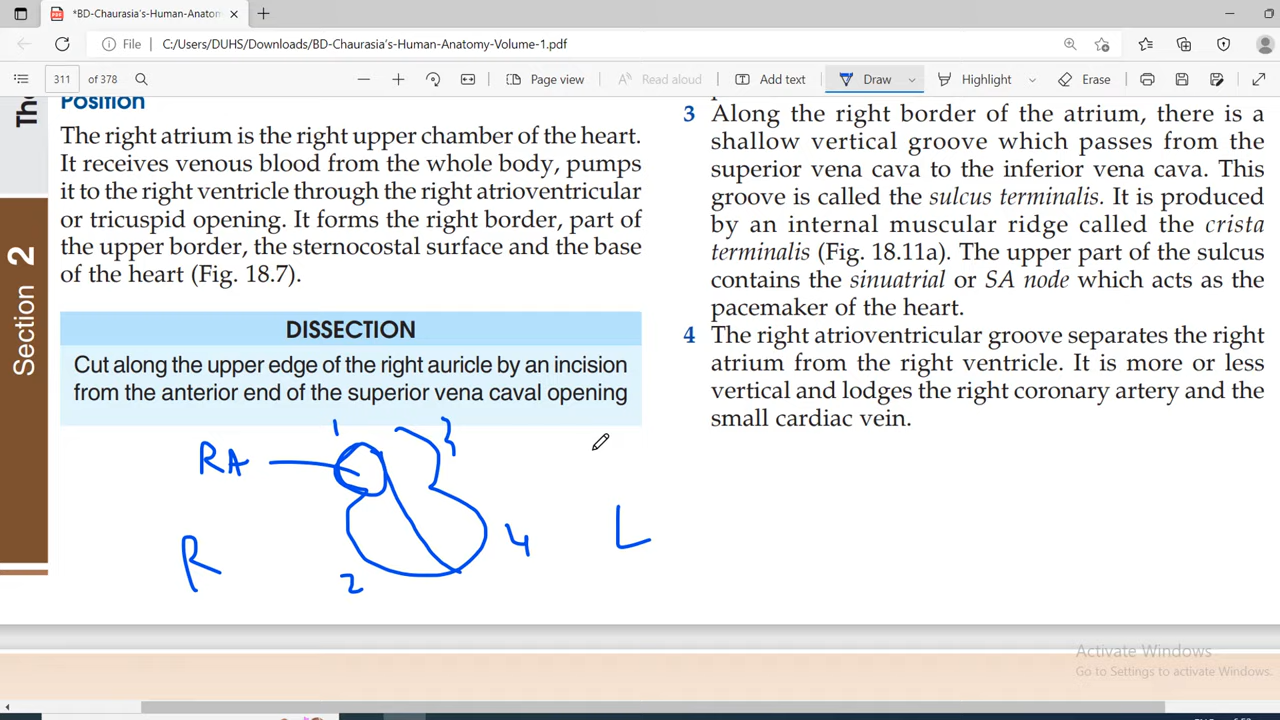 *BD-Chaurasia's-Human-Anatom
File
C:/Users/DUHS/Downloads/BD-Chaurasia's-Human-Anatomy-Volume-1.pdf
311 of 378
Page view
Read aloud
Add text
Draw
Highlight
Erase
The
Section 2
Position
The right atrium is the right upper chamber of the heart.
It receives venous blood from the whole body, pumps
it to the right ventricle through the right atrioventricular
or tricuspid opening. It forms the right border, part of
the upper border, the sternocostal surface and the base
of the heart (Fig. 18.7).
DISSECTION
Cut along the upper edge of the right auricle by an incision
from the anterior end of the superior vena caval opening
1
3
RA
R
2
4
L
3 Along the right border of the atrium, there is a
shallow vertical groove which passes from the
superior vena cava to the inferior vena cava. This
groove is called the sulcus terminalis. It is produced
by an internal muscular ridge called the crista
terminalis (Fig. 18.11a). The upper part of the sulcus
contains the sinuatrial or SA node which acts as the
pacemaker of the heart.
4 The right atrioventricular groove separates the right
atrium from the right ventricle. It is more or less
vertical and lodges the right coronary artery and the
small cardiac vein.
Activate Windows
Go to Settings to activate Windows.